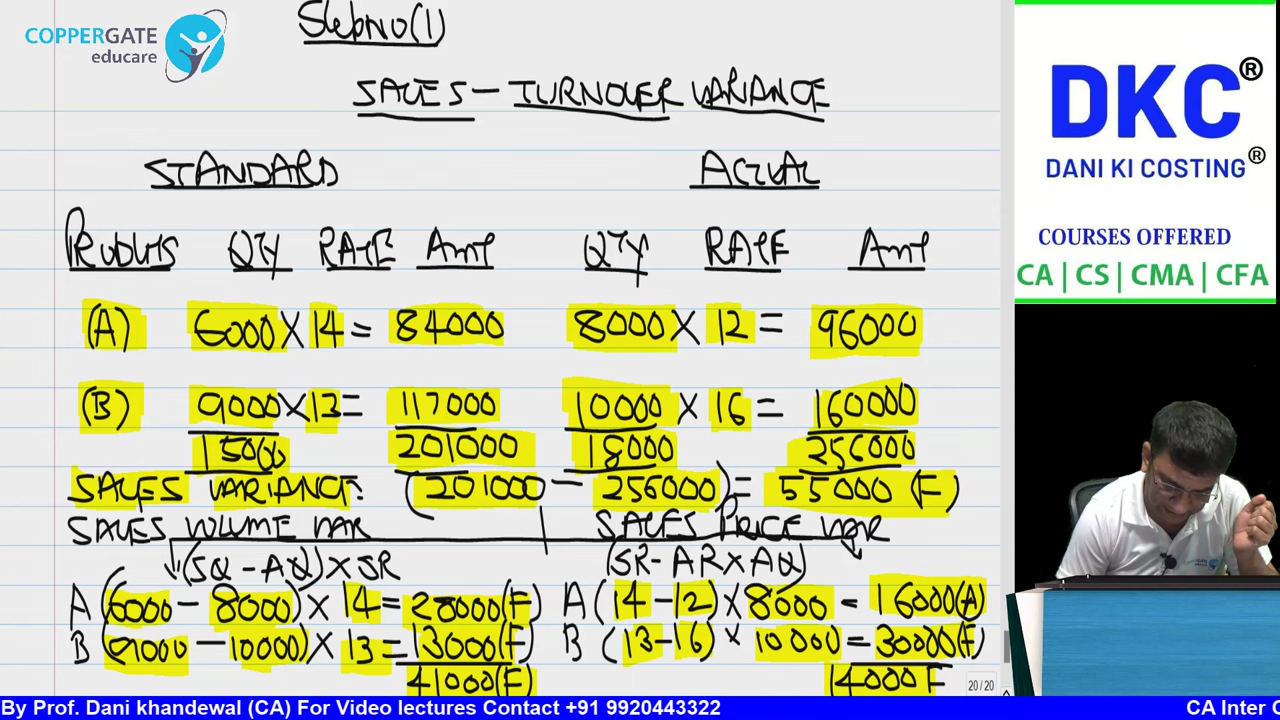 COPPERGATE
educare
Step No(1)
SALES - TURNOVER VARIANCE
STANDARD ACTUAL
QTY RATE Amt QTY RATE Amt
(A) 6000 X 14 = 84000 8000 X 12 = 96000
(B) 9000 X 13 = 117000 10000 X 16 = 160000
15000 201000 18000 256000
SALES VARIANCE: (201000 - 256000) = 55000 (F)
SALES VOLUME VAR SALES PRICE VAR
(SQ - AQ) X SR (SR - AR X AQ)
A (6000 - 8000) X 14 = 28000 (F) A (14 - 12) X 8000 = 16000 (A)
B (9000 - 10000) X 13 = 13000 (F) B (13 - 16) X 10000 = 30000 (F)
41000 (F) 14000 F
20 / 20
DKC®
DANI KI COSTING®
COURSES OFFERED
CA | CS | CMA | CFA
By Prof. Dani khandewal (CA) For Video lectures Contact +91 9920443322 CA Inter C